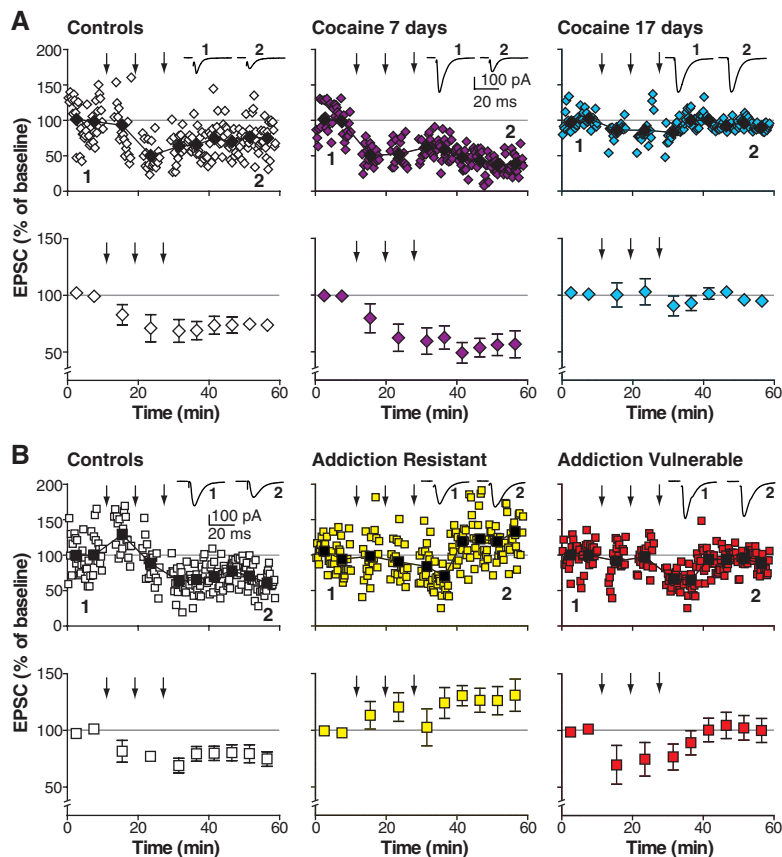 A
Controls
Cocaine 7 days
Cocaine 17 days
200
150
100
50
0
1
2
1
2
1
2
100 pA
20 ms
1
2
1
2
1
2
EPSC (% of baseline)
150
100
50
0 20 40 60
0 20 40 60
0 20 40 60
Time (min)
Time (min)
Time (min)
B
Controls
Addiction Resistant
Addiction Vulnerable
200
150
100
50
0
1
2
1
2
1
2
100 pA
20 ms
1
2
1
2
1
2
EPSC (% of baseline)
150
100
50
0 20 40 60
0 20 40 60
0 20 40 60
Time (min)
Time (min)
Time (min)